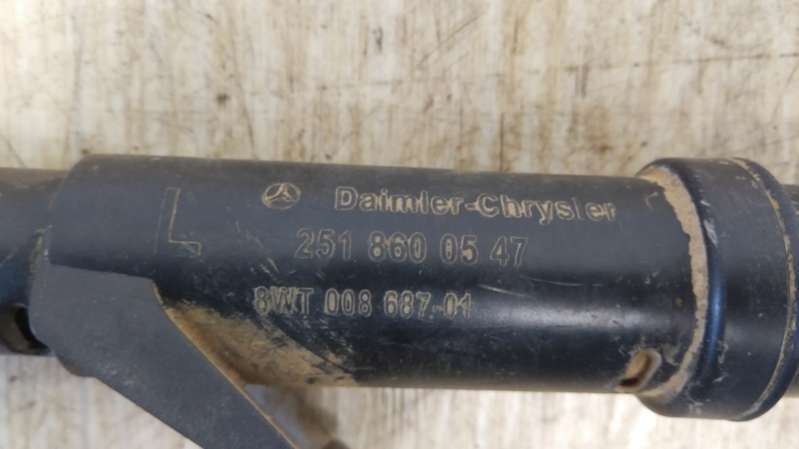 L
Daimler-Chrysler
251 860 05 47
8WT 008 687-01